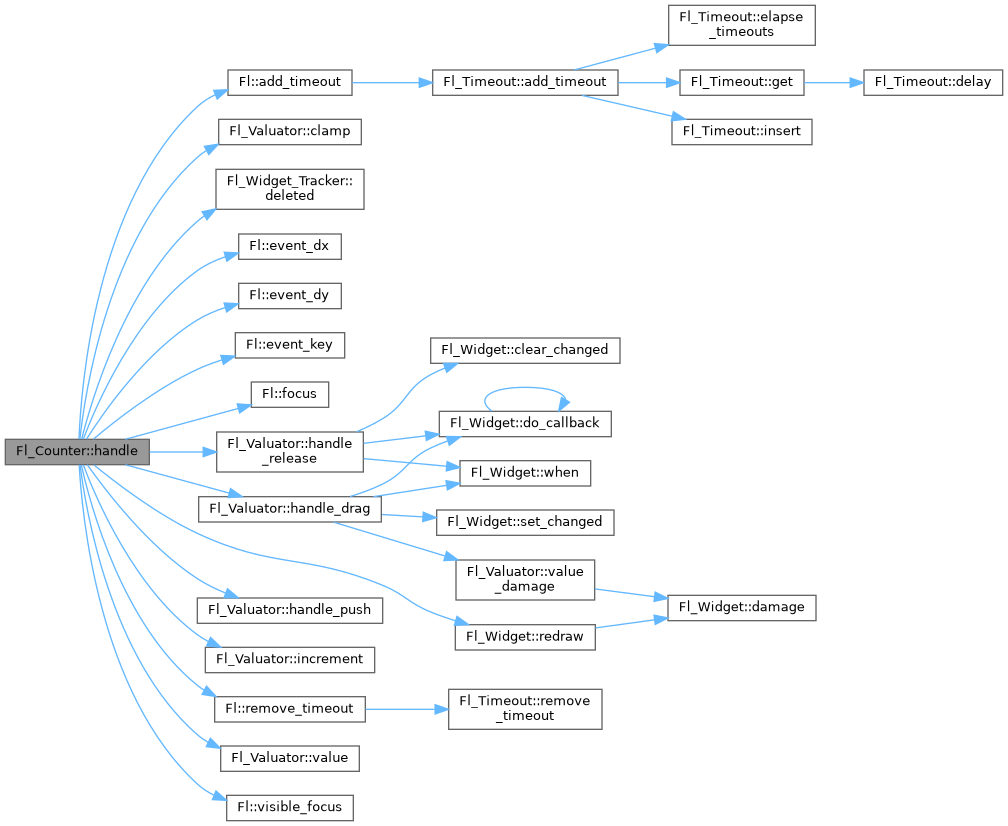 Fl_Timeout::elapse
_timeouts
Fl::add_timeout
Fl_Timeout::add_timeout
Fl_Timeout::get
Fl_Timeout::delay
Fl_Valuator::clamp
Fl_Timeout::insert
Fl_Widget_Tracker::
deleted
Fl::event_dx
Fl::event_dy
Fl::event_key
Fl_Widget::clear_changed
Fl::focus
Fl_Widget::do_callback
Fl_Counter::handle
Fl_Valuator::handle
_release
Fl_Widget::when
Fl_Valuator::handle_drag
Fl_Widget::set_changed
Fl_Valuator::value
_damage
Fl_Valuator::handle_push
Fl_Widget::damage
Fl_Widget::redraw
Fl_Valuator::increment
Fl::remove_timeout
Fl_Timeout::remove
_timeout
Fl_Valuator::value
Fl::visible_focus